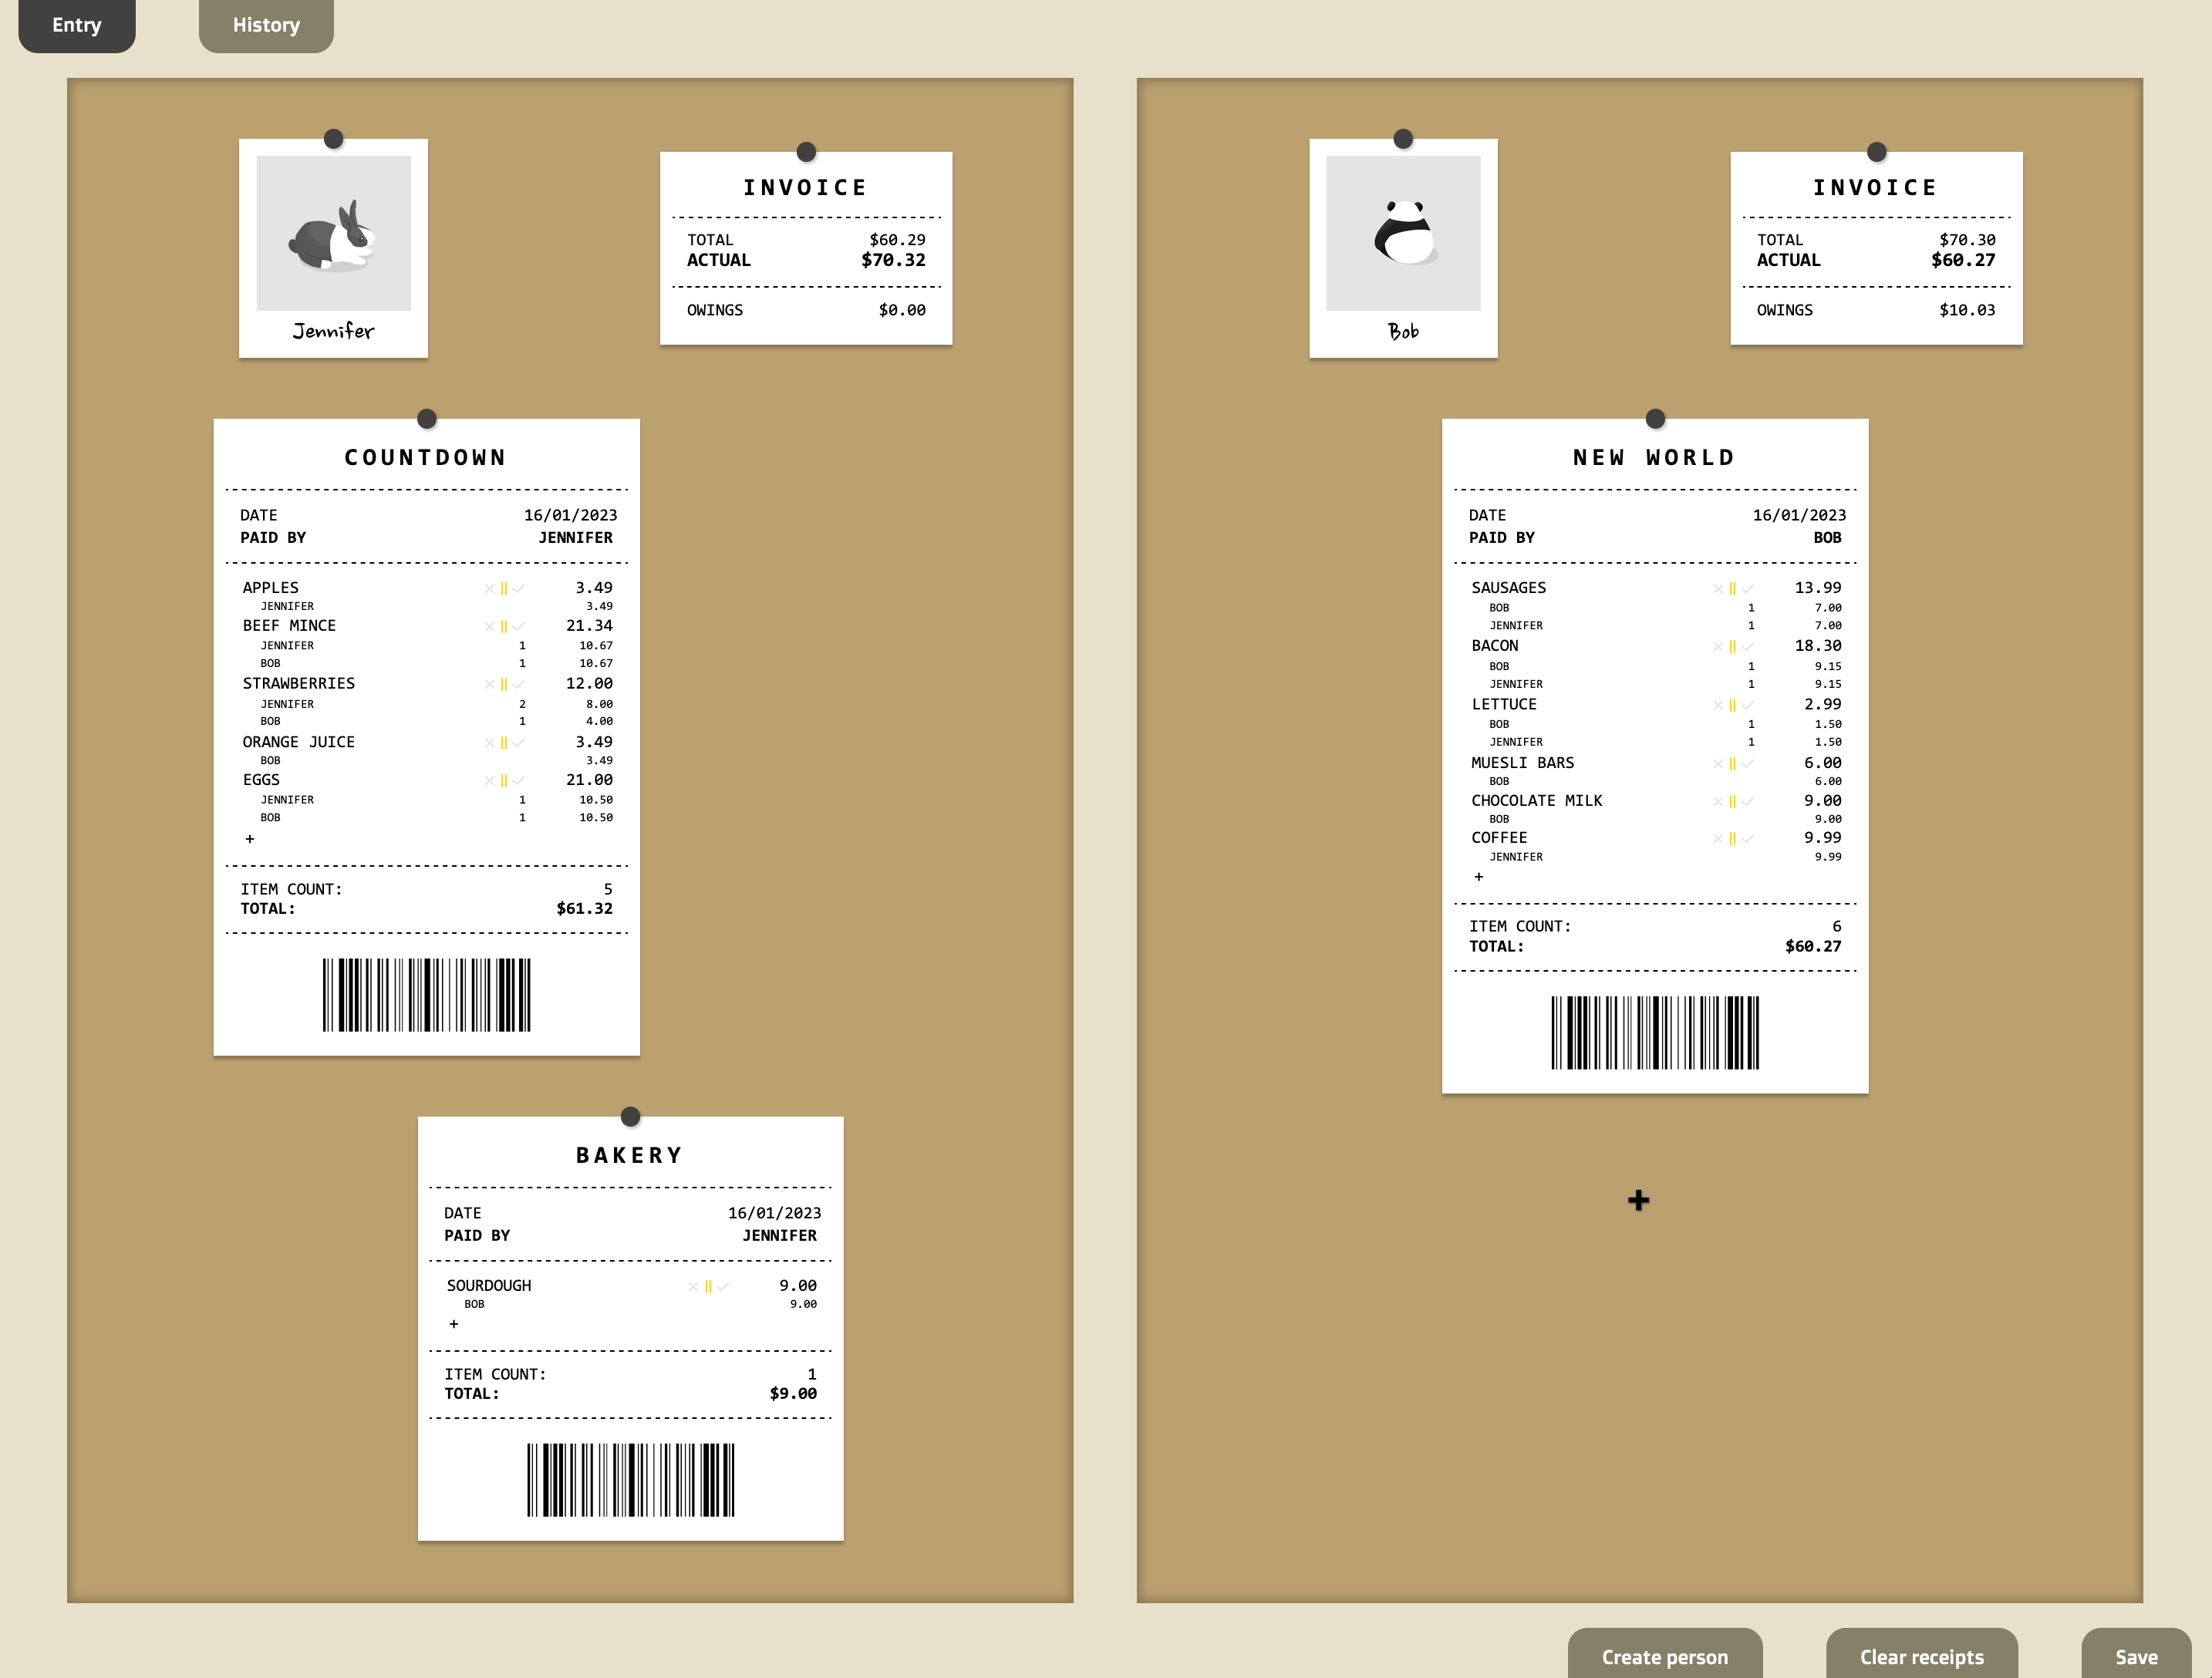 Entry
History
Jennifer
INVOICE
TOTAL $60.29
ACTUAL $70.32
OWINGS $0.00
COUNTDOWN
DATE 16/01/2023
PAID BY JENNIFER
APPLES 3.49
JENNIFER 3.49
BEEF MINCE 21.34
JENNIFER 1 10.67
BOB 1 10.67
STRAWBERRIES 12.00
JENNIFER 2 8.00
BOB 1 4.00
ORANGE JUICE 3.49
BOB 3.49
EGGS 21.00
JENNIFER 1 10.50
BOB 1 10.50
+
ITEM COUNT: 5
TOTAL: $61.32
BAKERY
DATE 16/01/2023
PAID BY JENNIFER
SOURDOUGH 9.00
BOB 9.00
+
ITEM COUNT: 1
TOTAL: $9.00
Bob
INVOICE
TOTAL $70.30
ACTUAL $60.27
OWINGS $10.03
NEW WORLD
DATE 16/01/2023
PAID BY BOB
SAUSAGES 13.99
BOB 1 7.00
JENNIFER 1 7.00
BACON 18.30
BOB 1 9.15
JENNIFER 1 9.15
LETTUCE 2.99
BOB 1 1.50
JENNIFER 1 1.50
MUESLI BARS 6.00
BOB 6.00
CHOCOLATE MILK 9.00
BOB 9.00
COFFEE 9.99
JENNIFER 9.99
+
ITEM COUNT: 6
TOTAL: $60.27
+
Create person
Clear receipts
Save